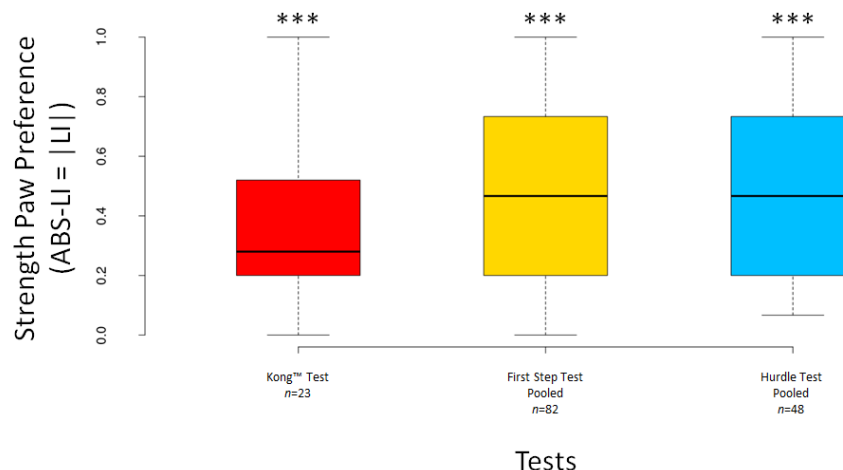 *** *** ***
Strength Paw Preference
(ABS-LI = |LI|)
1.0
0.8
0.6
0.4
0.2
0.0
Kong™ Test
n=23
First Step Test
Pooled
n=82
Hurdle Test
Pooled
n=48
Tests